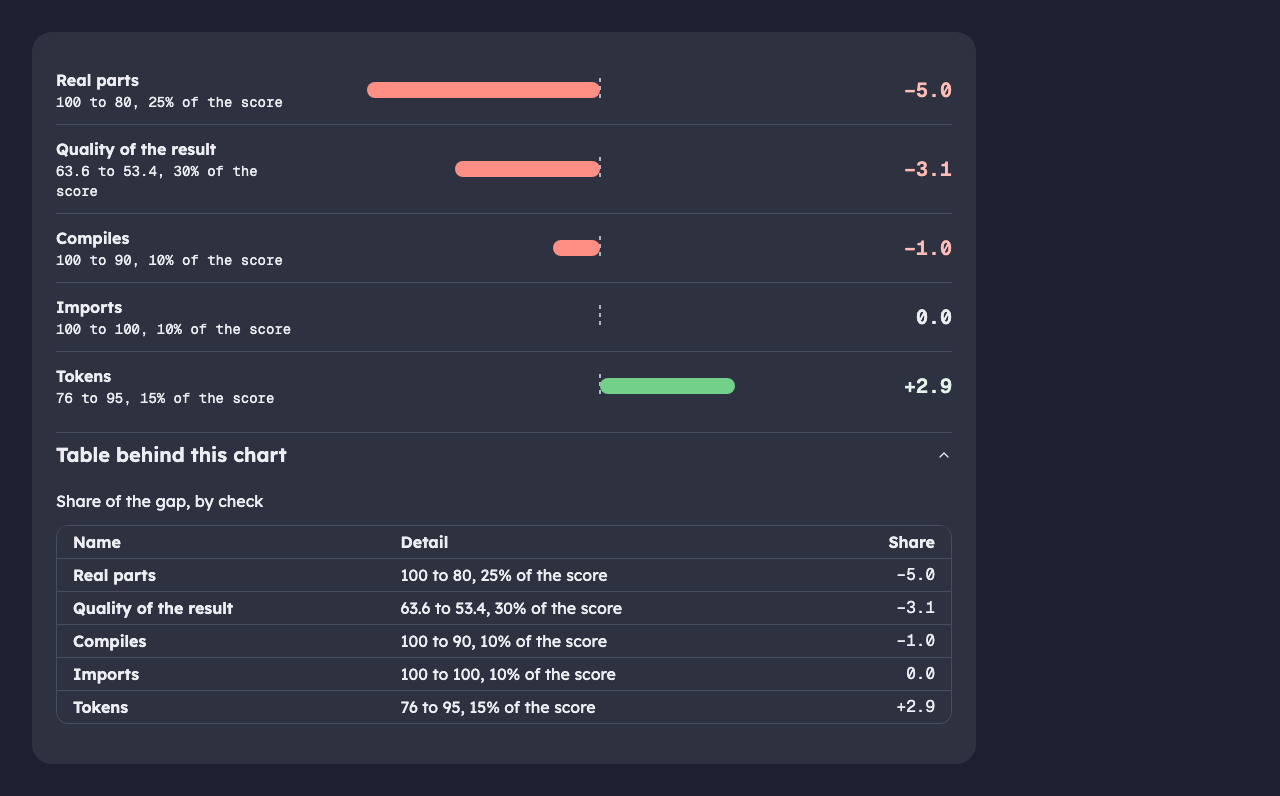 Real parts
100 to 80, 25% of the score
−5.0
Quality of the result
63.6 to 53.4, 30% of the
score
−3.1
Compiles
100 to 90, 10% of the score
−1.0
Imports
100 to 100, 10% of the score
0.0
Tokens
76 to 95, 15% of the score
+2.9
Table behind this chart
Share of the gap, by check
Name Detail Share
Real parts 100 to 80, 25% of the score −5.0
Quality of the result 63.6 to 53.4, 30% of the score −3.1
Compiles 100 to 90, 10% of the score −1.0
Imports 100 to 100, 10% of the score 0.0
Tokens 76 to 95, 15% of the score +2.9